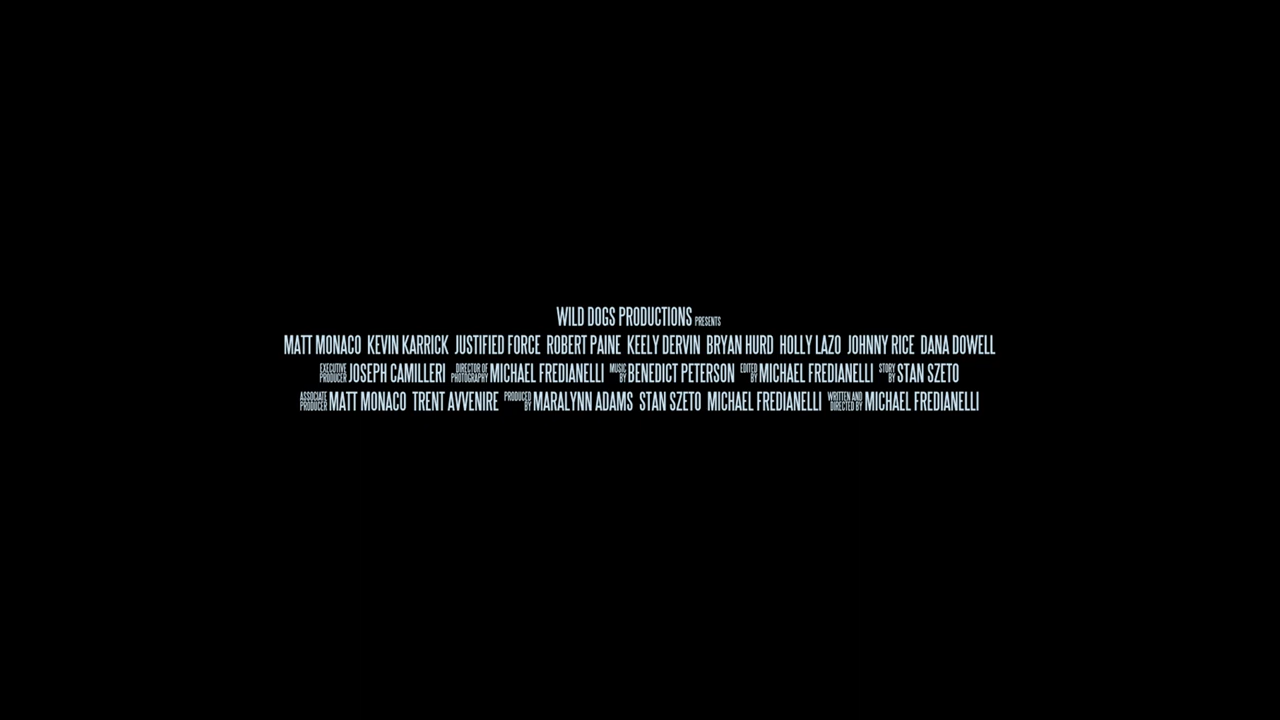 WILD DOGS PRODUCTIONS PRESENTS
MATT MONACO KEVIN KARRICK JUSTIFIED FORCE ROBERT PAINE KEELY DERVIN BRYAN HURD HOLLY LAZO JOHNNY RICE DANA DOWELL
EXECUTIVE PRODUCER JOSEPH CAMILLERI DIRECTOR OF PHOTOGRAPHY MICHAEL FREDIANELLI MUSIC BY BENEDICT PETERSON EDITED BY MICHAEL FREDIANELLI STORY BY STAN SZETO
ASSOCIATE PRODUCER MATT MONACO TRENT AVVENIRE PRODUCED BY MARALYNN ADAMS STAN SZETO MICHAEL FREDIANELLI WRITTEN AND DIRECTED BY MICHAEL FREDIANELLI